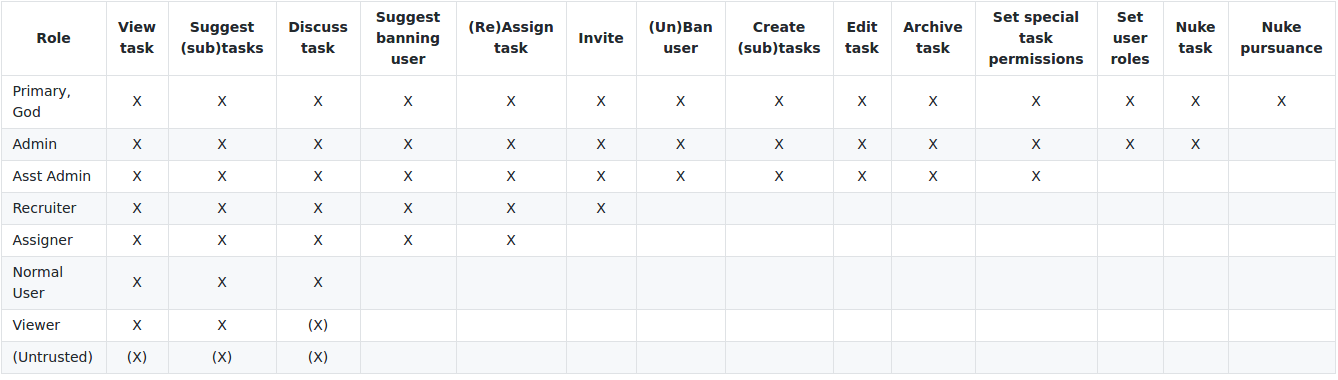 Role View task Suggest (sub)tasks Discuss task Suggest banning user (Re)Assign task Invite (Un)Ban user Create (sub)tasks Edit task Archive task Set special task permissions Set user roles Nuke task Nuke pursuance
Primary, God X X X X X X X X X X X X X X
Admin X X X X X X X X X X X X X
Asst Admin X X X X X X X X X X X
Recruiter X X X X X X
Assigner X X X X X
Normal User X X X
Viewer X X (X)
(Untrusted) (X) (X) (X)